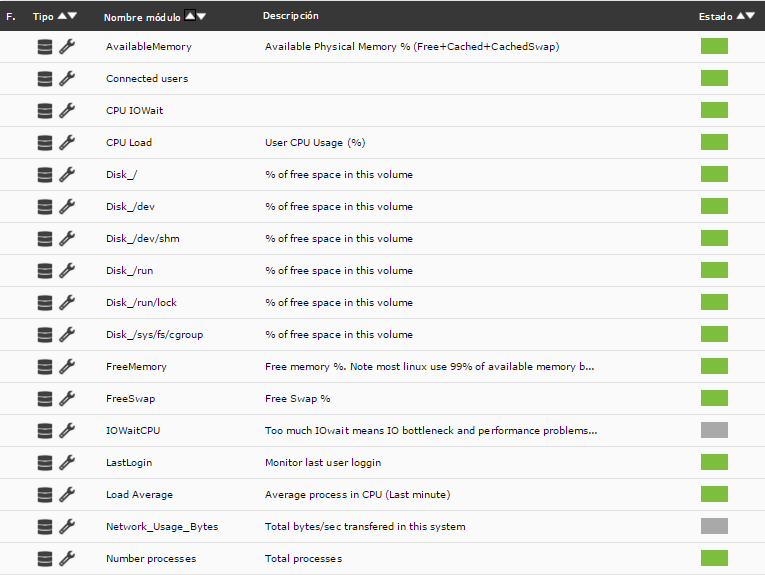 F. Tipo Nombre módulo Descripción Estado
AvailableMemory Available Physical Memory % (Free+Cached+CachedSwap)
Connected users
CPU IOWait
CPU Load User CPU Usage (%)
Disk_/ % of free space in this volume
Disk_/dev % of free space in this volume
Disk_/dev/shm % of free space in this volume
Disk_/run % of free space in this volume
Disk_/run/lock % of free space in this volume
Disk_/sys/fs/cgroup % of free space in this volume
FreeMemory Free memory %. Note most linux use 99% of available memory b...
FreeSwap Free Swap %
IOWaitCPU Too much IOwait means IO bottleneck and performance problems...
LastLogin Monitor last user loggin
Load Average Average process in CPU (Last minute)
Network_Usage_Bytes Total bytes/sec transfered in this system
Number processes Total processes